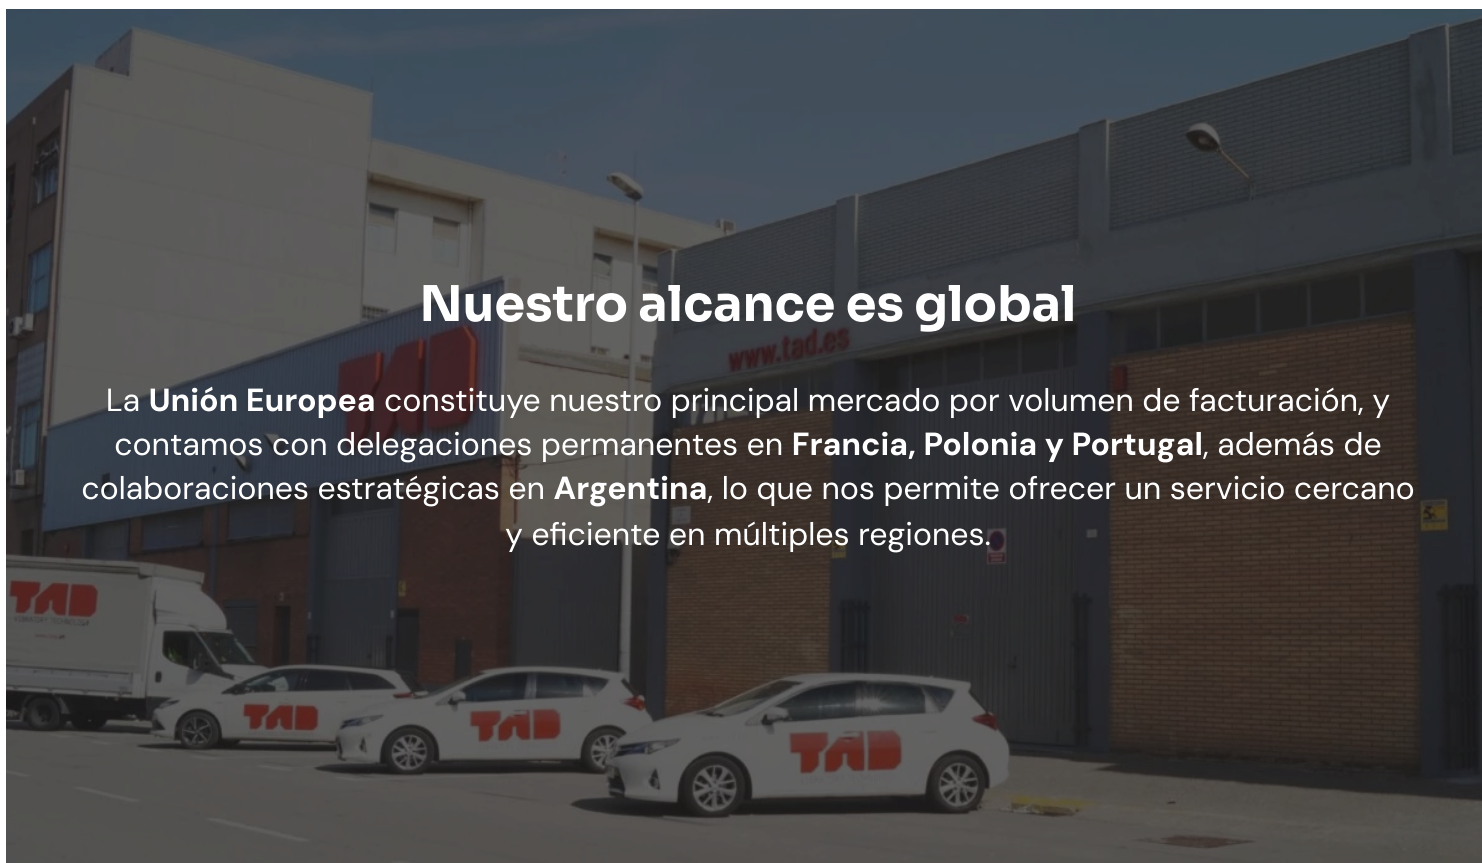 Nuestro alcance es global
TAD
www.tad.es
La Unión Europea constituye nuestro principal mercado por volumen de facturación, y
contamos con delegaciones permanentes en Francia, Polonia y Portugal, además de
colaboraciones estratégicas en Argentina, lo que nos permite ofrecer un servicio cercano
y eficiente en múltiples regiones.
TAD
TAD
TAD
TAD